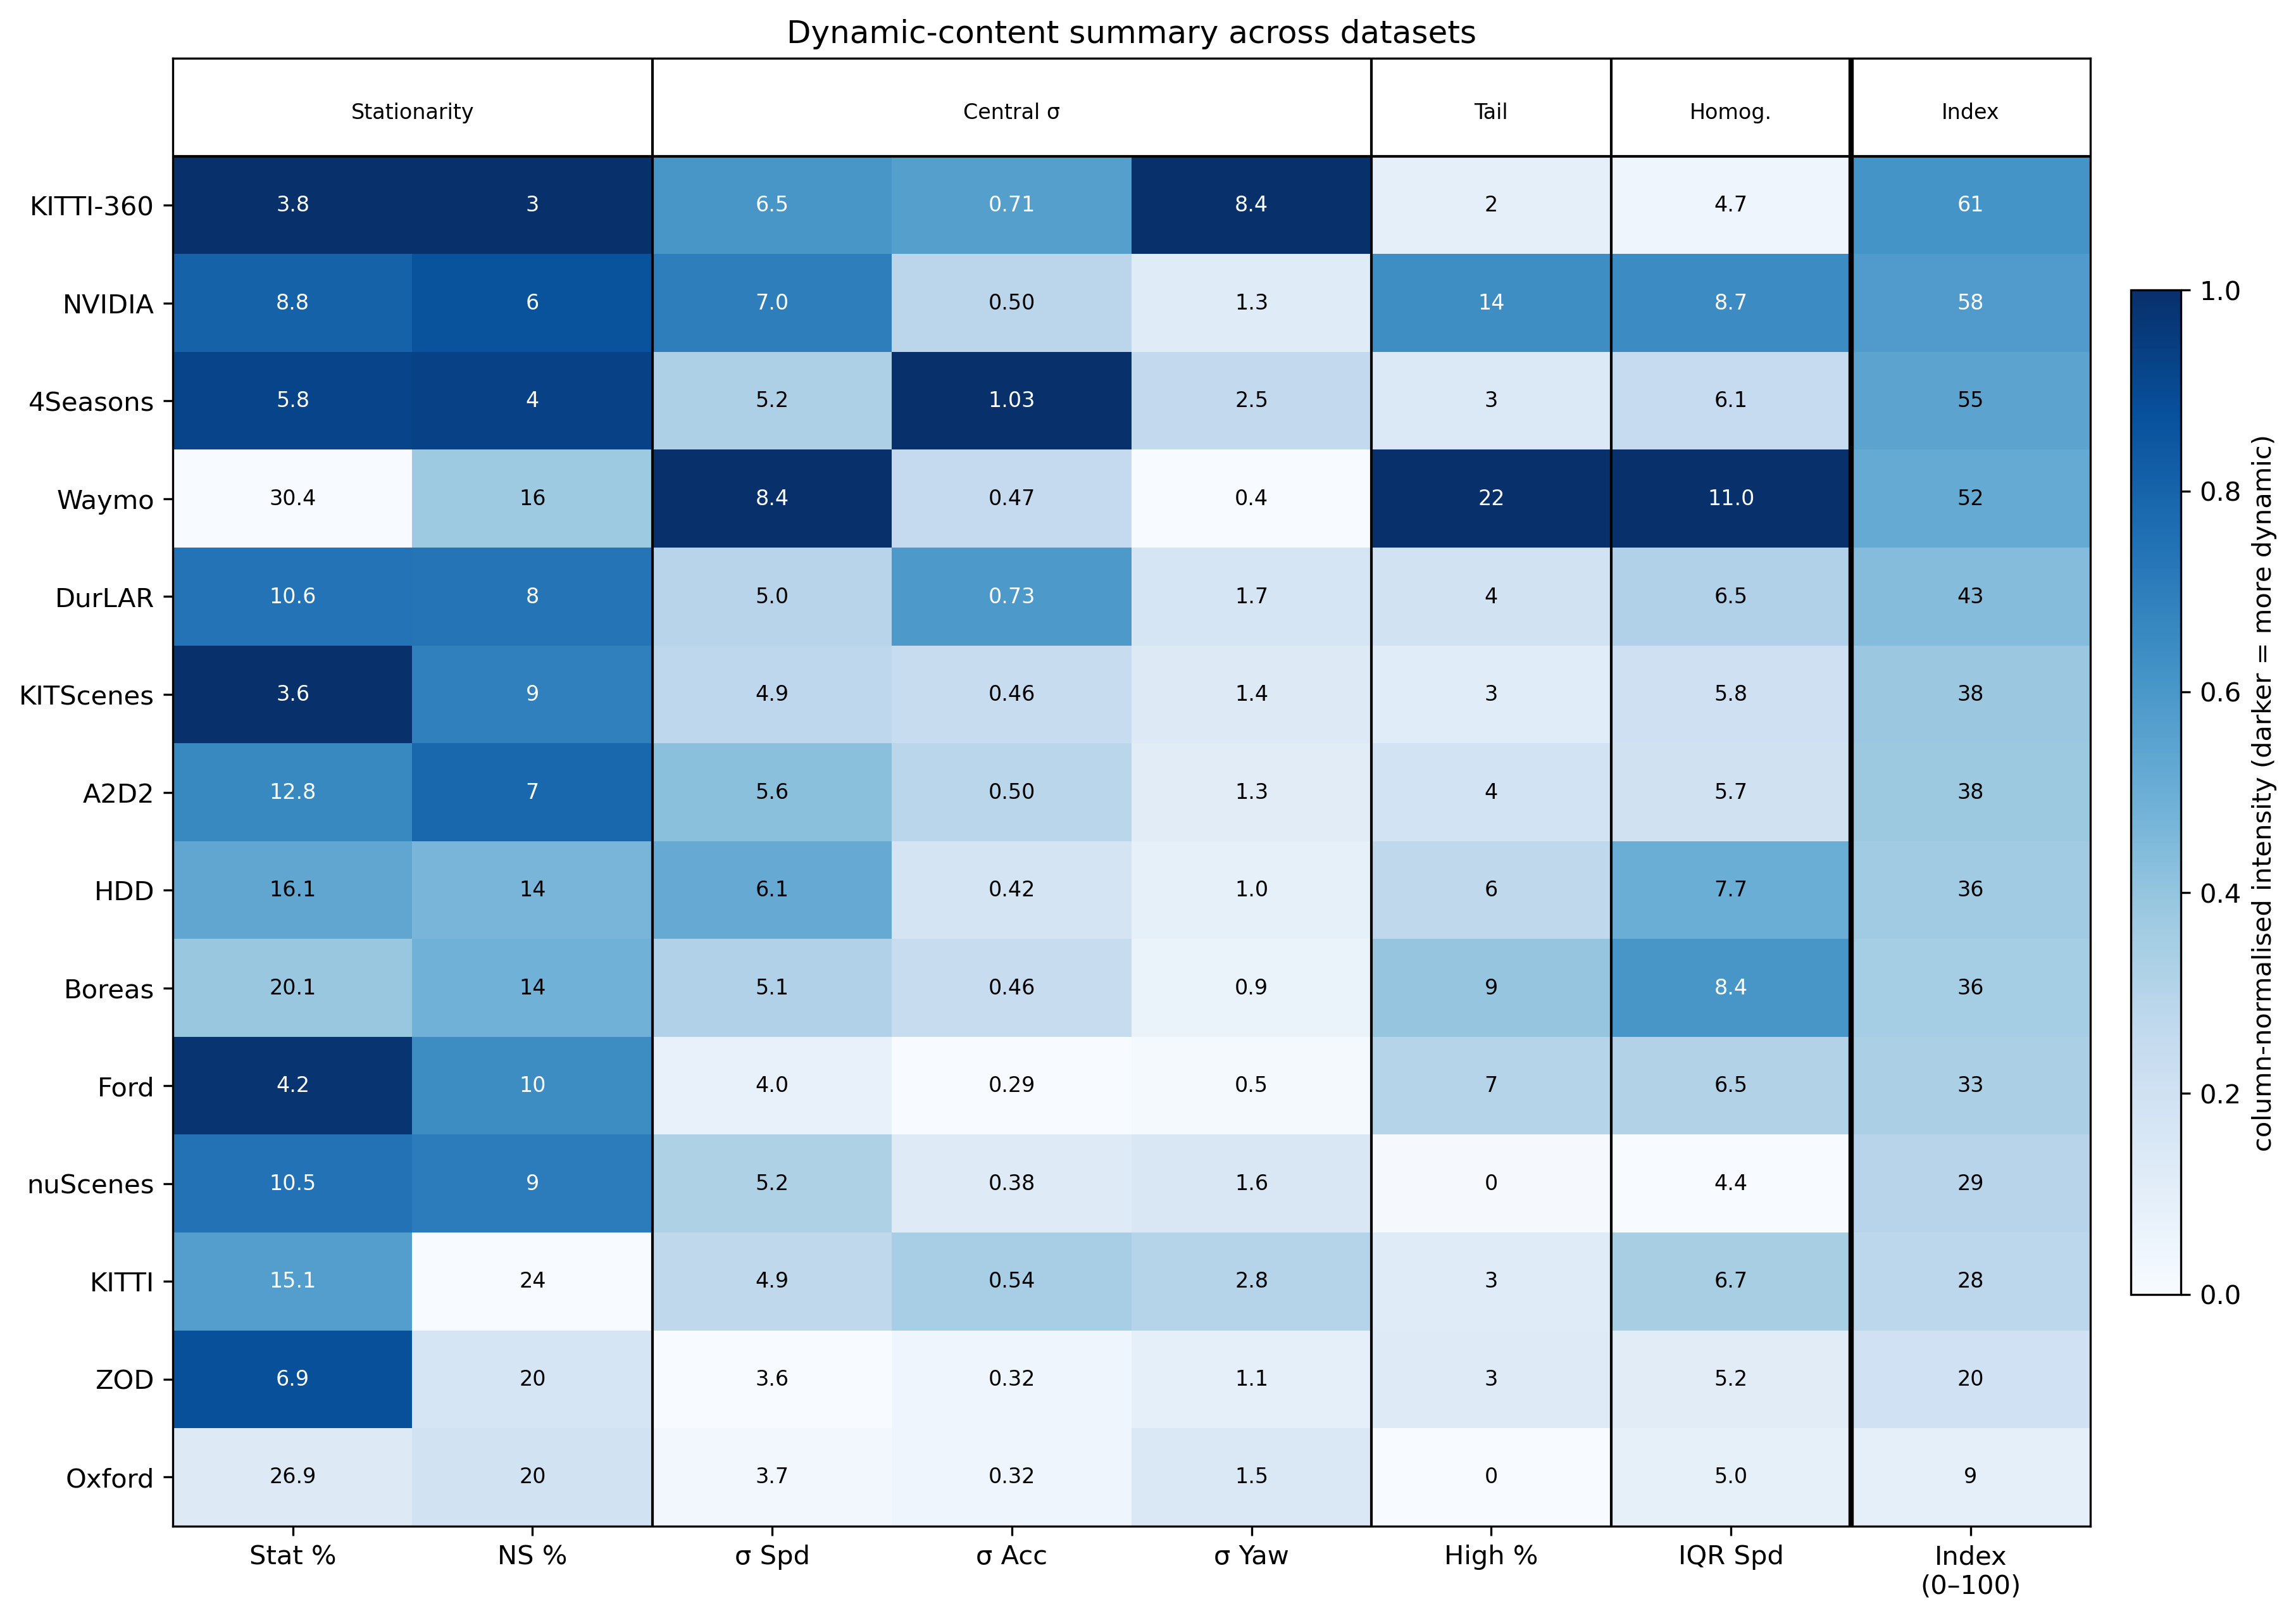 Dynamic-content summary across datasets
Stationarity Central σ Tail Homog. Index
KITTI-360 3.8 3 6.5 0.71 8.4 2 4.7 61
NVIDIA 8.8 6 7.0 0.50 1.3 14 8.7 58
4Seasons 5.8 4 5.2 1.03 2.5 3 6.1 55
Waymo 30.4 16 8.4 0.47 0.4 22 11.0 52
DurLAR 10.6 8 5.0 0.73 1.7 4 6.5 43
KITScenes 3.6 9 4.9 0.46 1.4 3 5.8 38
A2D2 12.8 7 5.6 0.50 1.3 4 5.7 38
HDD 16.1 14 6.1 0.42 1.0 6 7.7 36
Boreas 20.1 14 5.1 0.46 0.9 9 8.4 36
Ford 4.2 10 4.0 0.29 0.5 7 6.5 33
nuScenes 10.5 9 5.2 0.38 1.6 0 4.4 29
KITTI 15.1 24 4.9 0.54 2.8 3 6.7 28
ZOD 6.9 20 3.6 0.32 1.1 3 5.2 20
Oxford 26.9 20 3.7 0.32 1.5 0 5.0 9
Stat % NS % σ Spd σ Acc σ Yaw High % IQR Spd Index
(0–100)
1.0
0.8
0.6
0.4
0.2
0.0
column-normalised intensity (darker = more dynamic)